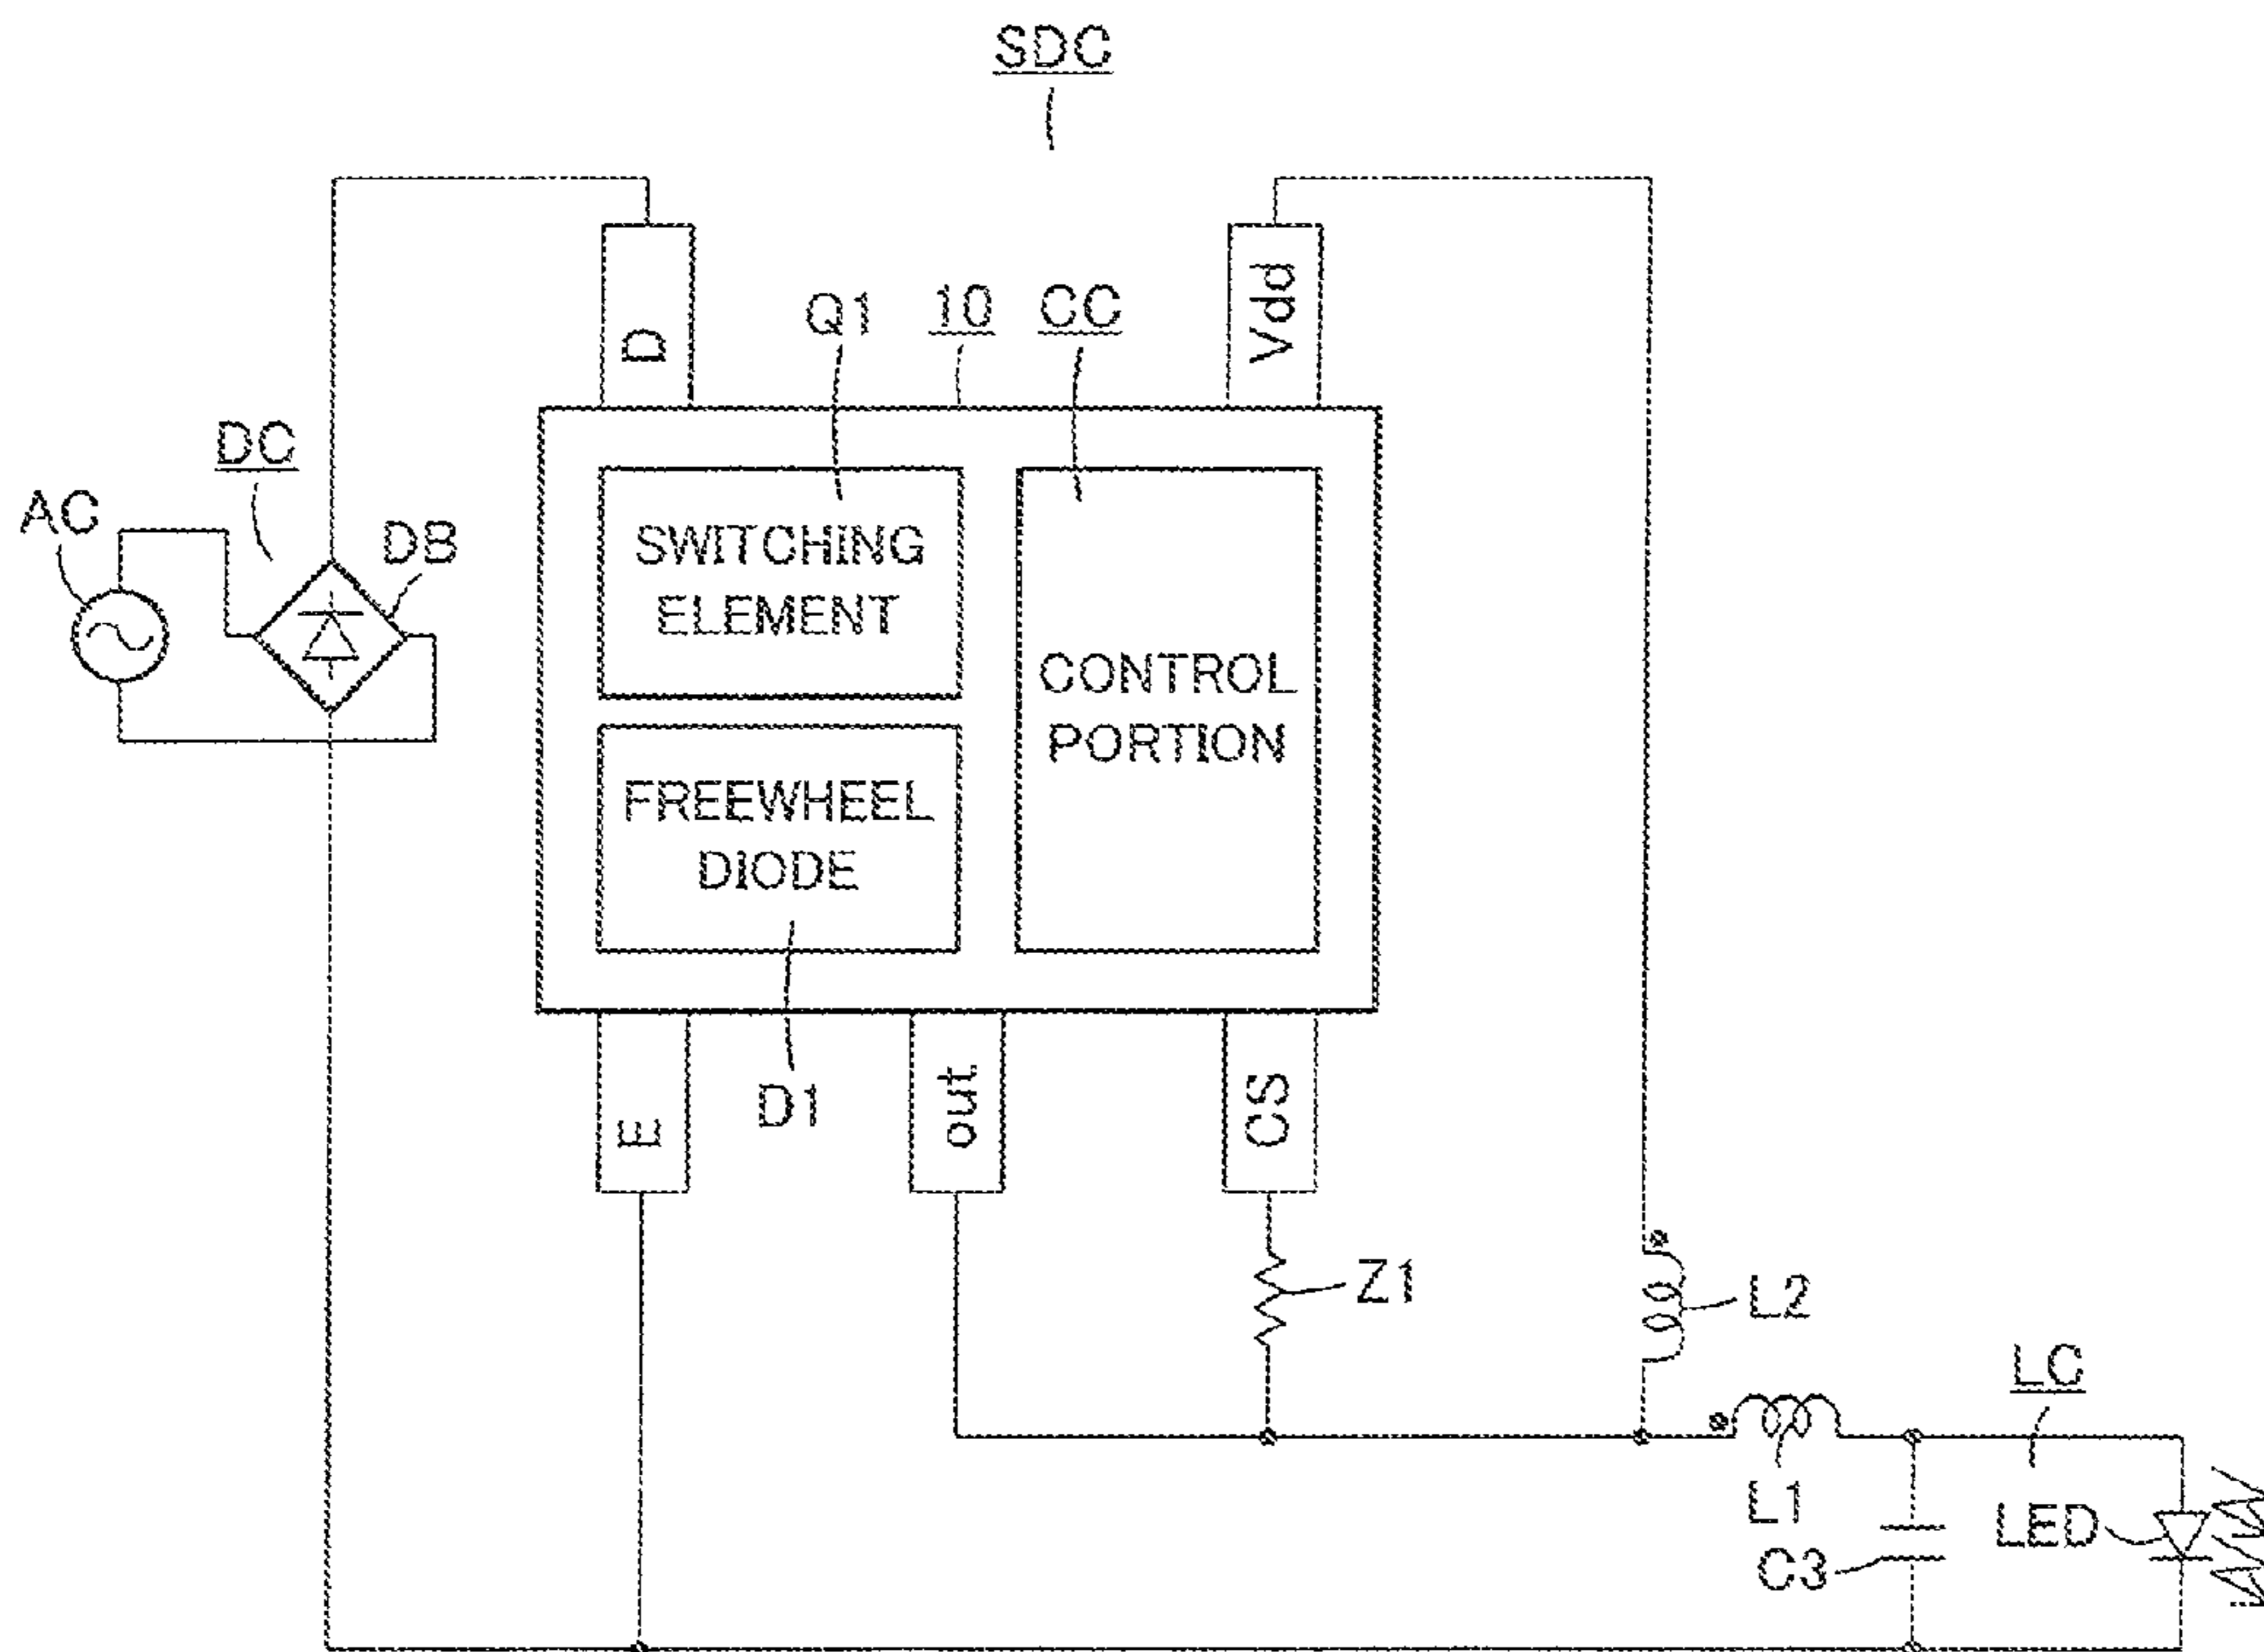 SDC
D
Q1
10
CC
Vdd
DC
AC
DB
SWITCHING
ELEMENT
CONTROL
PORTION
FREEWHEEL
DIODE
E
D1
out
CS
Z1
L2
LC
L1
LED
C3